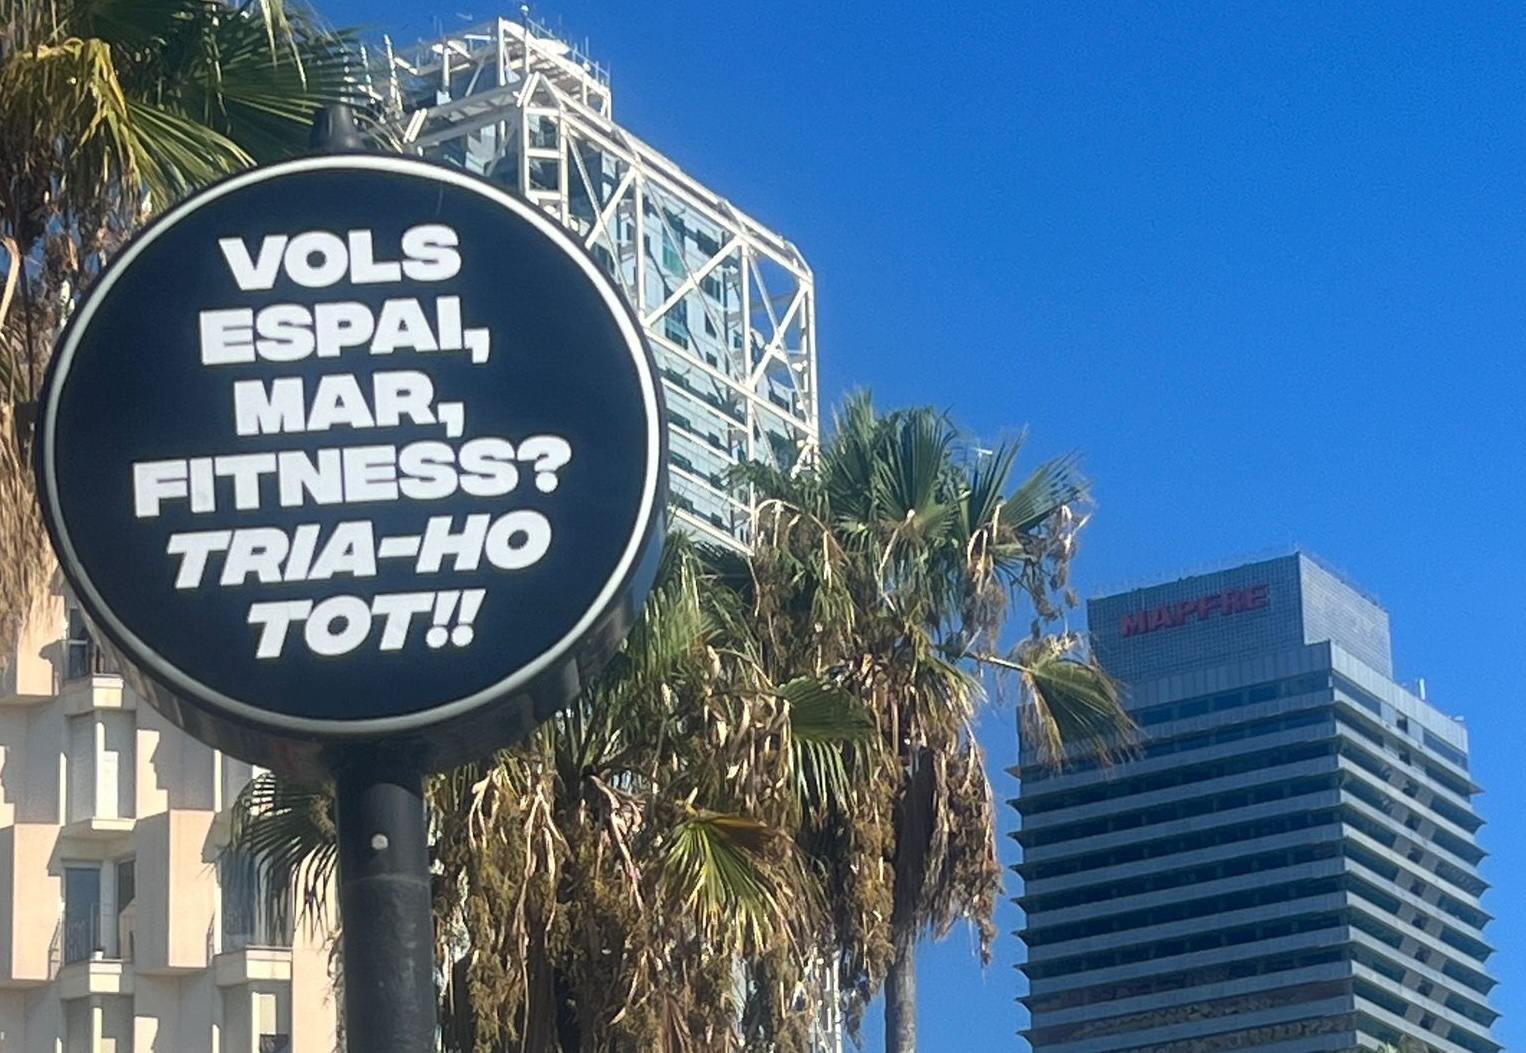 VOLS
ESPAI,
MAR,
FITNESS?
TRIA-HO
TOT!!
MAPFRE